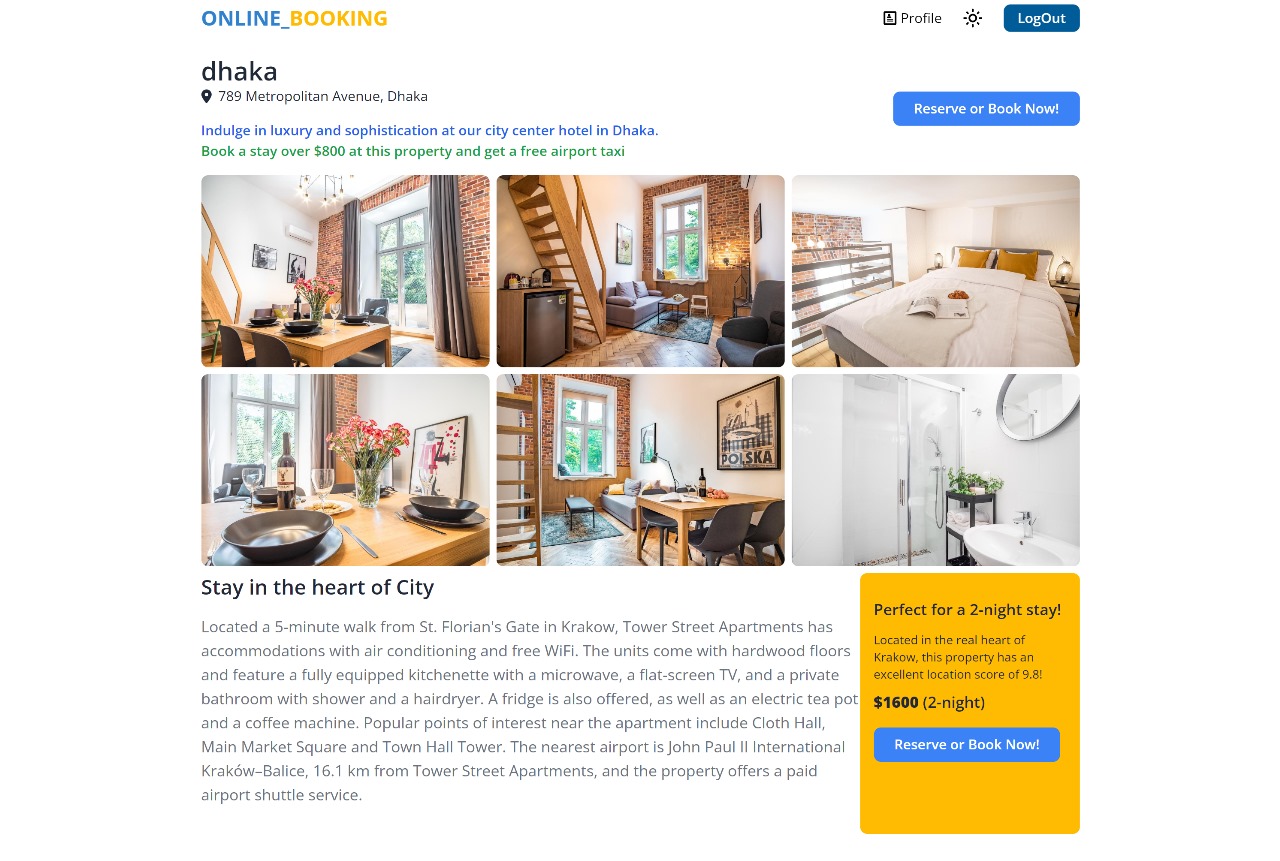 ONLINE_BOOKING
Profile
LogOut
dhaka
789 Metropolitan Avenue, Dhaka
Reserve or Book Now!
Indulge in luxury and sophistication at our city center hotel in Dhaka.
Book a stay over $800 at this property and get a free airport taxi
POLSKA
Stay in the heart of City
Located a 5-minute walk from St. Florian's Gate in Krakow, Tower Street Apartments has
accommodations with air conditioning and free WiFi. The units come with hardwood floors
and feature a fully equipped kitchenette with a microwave, a flat-screen TV, and a private
bathroom with shower and a hairdryer. A fridge is also offered, as well as an electric tea pot
and a coffee machine. Popular points of interest near the apartment include Cloth Hall,
Main Market Square and Town Hall Tower. The nearest airport is John Paul II International
Kraków–Balice, 16.1 km from Tower Street Apartments, and the property offers a paid
airport shuttle service.
Perfect for a 2-night stay!
Located in the real heart of
Krakow, this property has an
excellent location score of 9.8!
$1600 (2-night)
Reserve or Book Now!